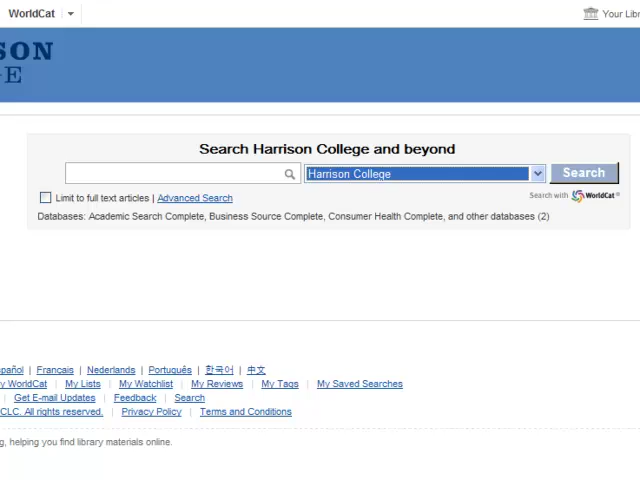 WorldCat
Your Libr
SON
GE
Search Harrison College and beyond
Harrison College
Search
Limit to full text articles | Advanced Search
Search with WorldCat®
Databases: Academic Search Complete, Business Source Complete, Consumer Health Complete, and other databases (2)
spañol | Français | Nederlands | Português | 한국어 | 中文
y WorldCat | My Lists | My Watchlist | My Reviews | My Tags | My Saved Searches
| Get E-mail Updates | Feedback | Search
CLC. All rights reserved. | Privacy Policy | Terms and Conditions
g, helping you find library materials online.